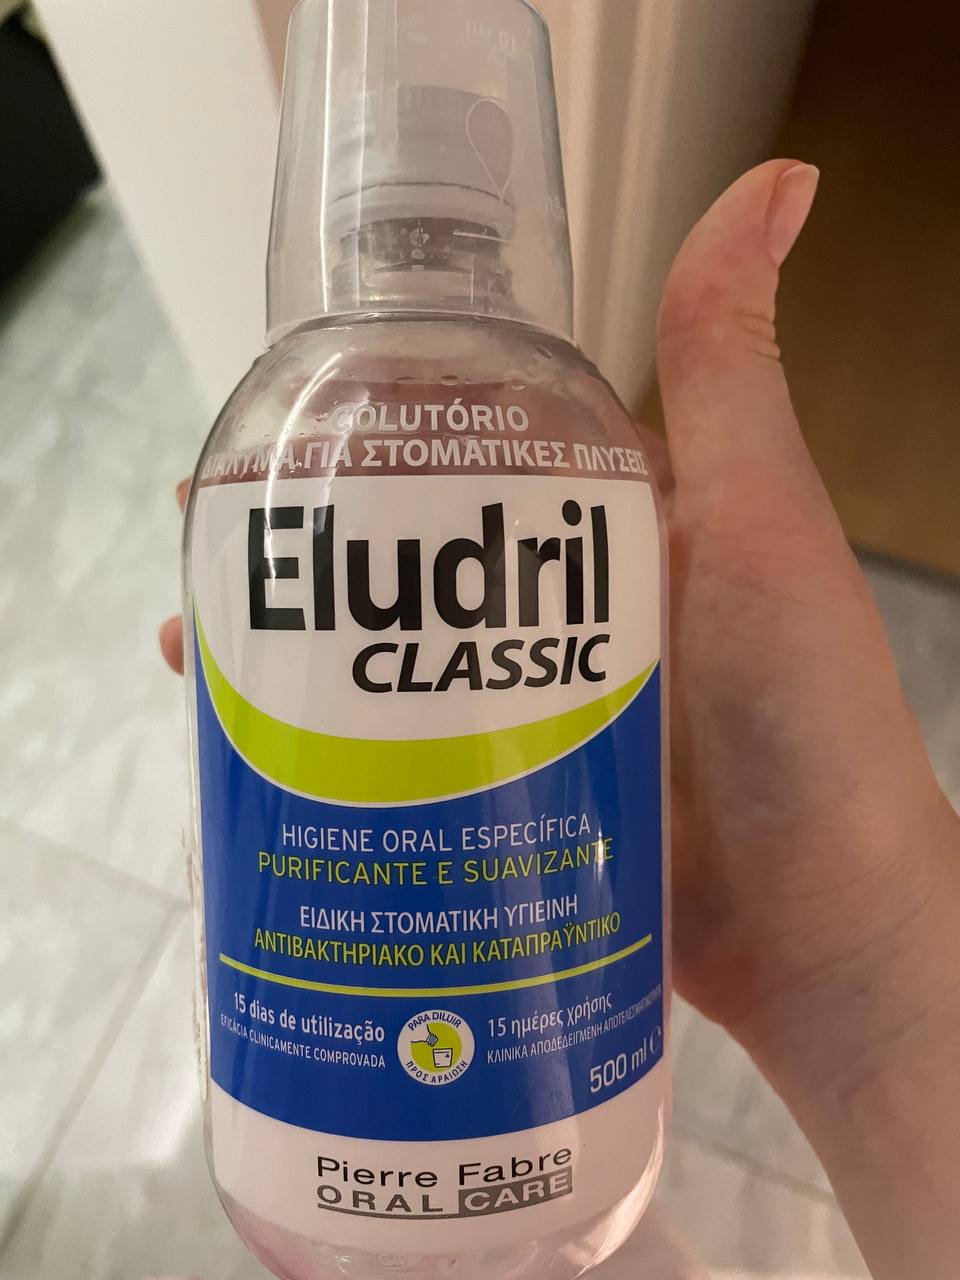 COLUTÓRIO
ΔΙΑΛΥΜΑ ΓΙΑ ΣΤΟΜΑΤΙΚΕΣ ΠΛΥΣΕΙΣ
Eludril
CLASSIC
HIGIENE ORAL ESPECÍFICA
PURIFICANTE E SUAVIZANTE
ΕΙΔΙΚΗ ΣΤΟΜΑΤΙΚΗ ΥΓΙΕΙΝΗ
ΑΝΤΙΒΑΚΤΗΡΙΑΚΟ ΚΑΙ ΚΑΤΑΠΡΑΫΝΤΙΚΟ
15 dias de utilização
EFICÁCIA CLINICAMENTE COMPROVADA
PARA DILUIR
ΠΡΟΣ ΑΡΑΙΩΣΗ
15 ημέρες χρήσης
ΚΛΙΝΙΚΑ ΑΠΟΔΕΔΕΙΓΜΕΝΗ ΑΠΟΤΕΛΕΣΜΑΤΙΚΟΤΗΤΑ
500 ml
Pierre Fabre
ORAL CARE